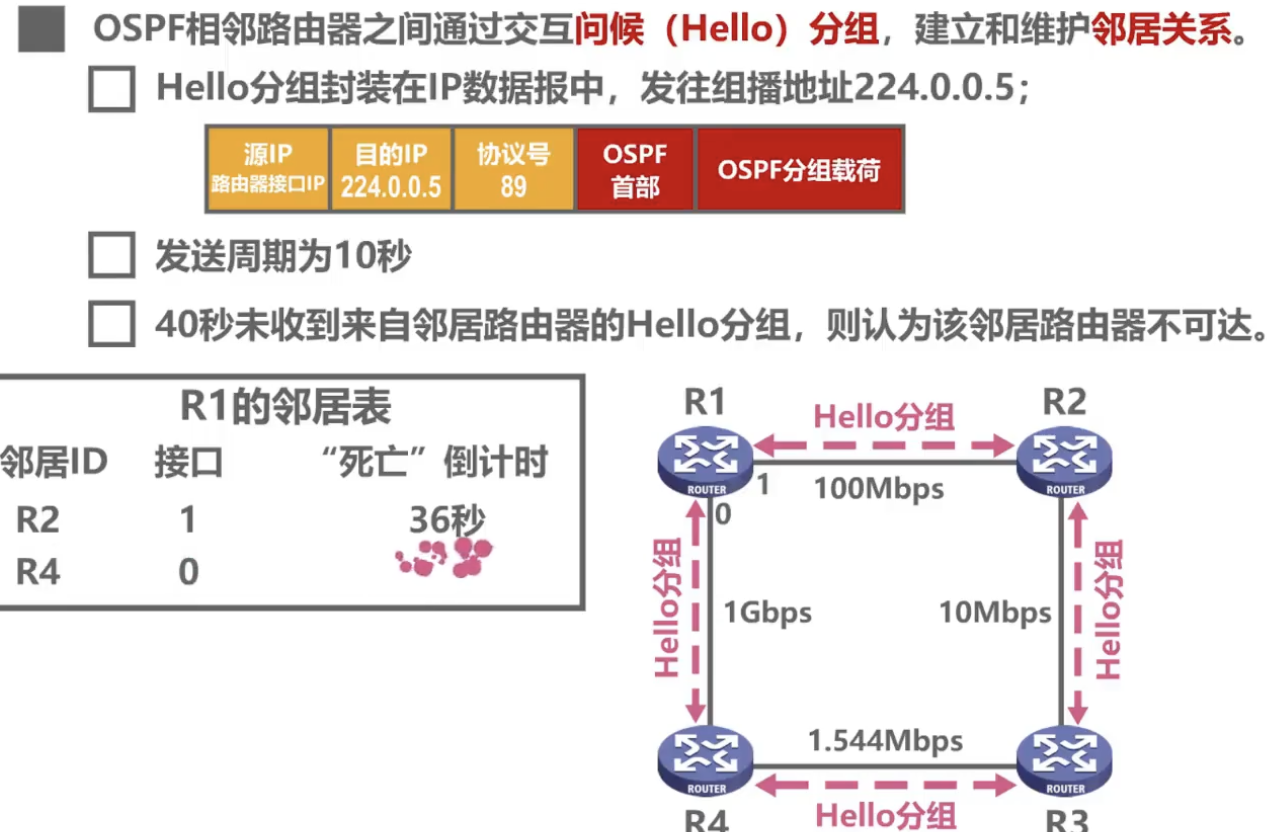 OSPF相邻路由器之间通过交互问候（Hello）分组，建立和维护邻居关系。
Hello分组封装在IP数据报中，发往组播地址224.0.0.5；
源IP 目的IP 协议号 OSPF OSPF分组载荷
路由器接口IP 224.0.0.5 89 首部
发送周期为10秒
40秒未收到来自邻居路由器的Hello分组，则认为该邻居路由器不可达。
R1的邻居表
邻居ID 接口 “死亡”倒计时
R2 1 36秒
R4 0
R1 Hello分组 R2
ROUTER 1 100Mbps ROUTER
0
Hello分组 1Gbps 10Mbps Hello分组
1.544Mbps
ROUTER ROUTER
R4 Hello分组 R3